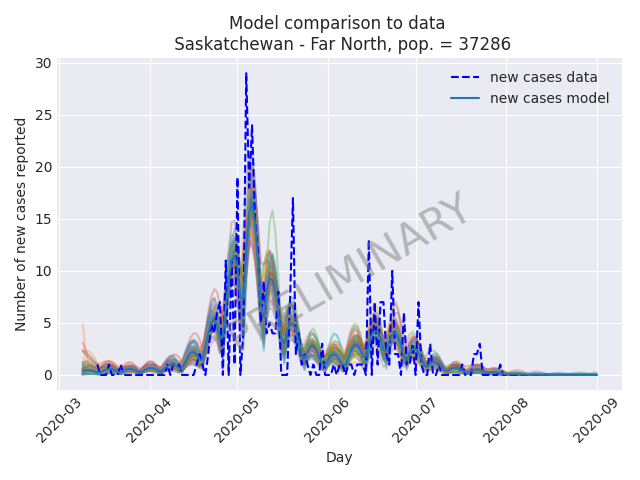 Model comparison to data
Saskatchewan - Far North, pop. = 37286
30
25
20
15
10
5
0
Number of new cases reported
new cases data
new cases model
PRELIMINARY
2020-03
2020-04
2020-05
2020-06
2020-07
2020-08
2020-09
Day